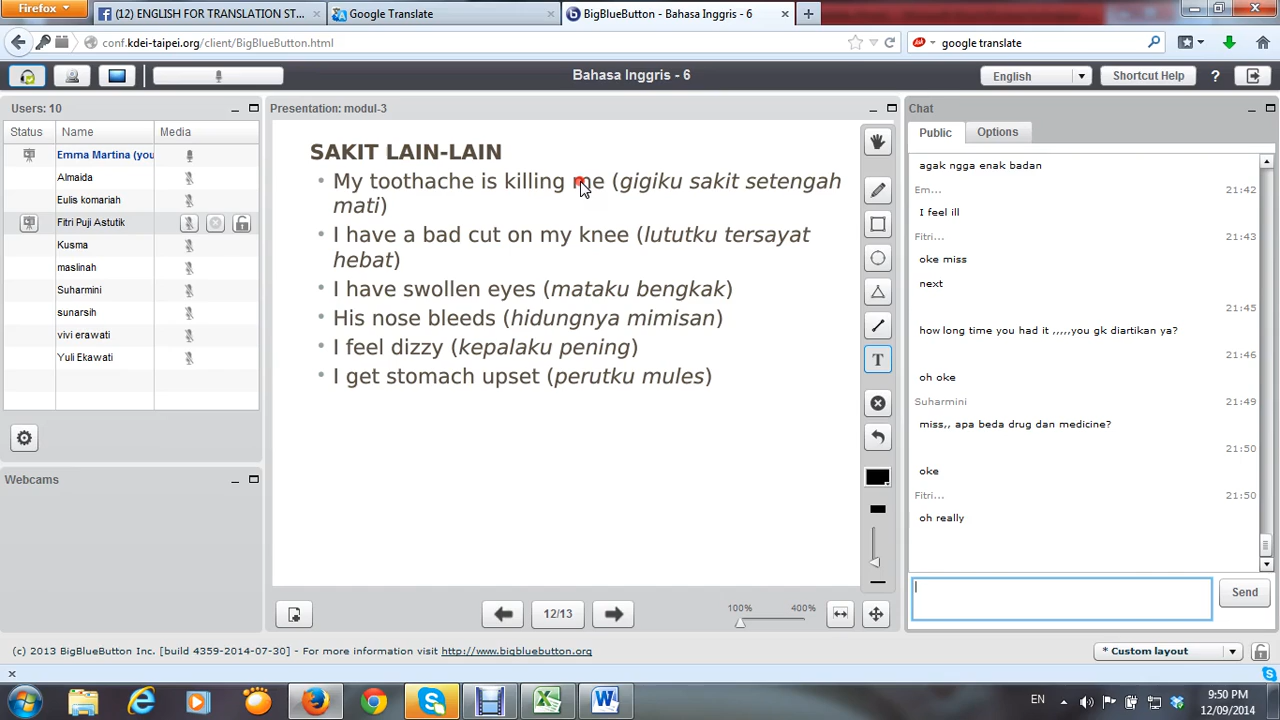 Firefox
(12) ENGLISH FOR TRANSLATION ST...
Google Translate
BigBlueButton - Bahasa Inggris - 6
conf.kdei-taipei.org/client/BigBlueButton.html
google translate
Bahasa Inggris - 6
English
Shortcut Help
?
Users: 10
Status Name Media
Emma Martina (you
Almaida
Eulis komariah
Fitri Puji Astutik
Kusma
maslinah
Suharmini
sunarsih
vivi erawati
Yuli Ekawati
Webcams
Presentation: modul-3
SAKIT LAIN-LAIN
• My toothache is killing me (gigiku sakit setengah
mati)
• I have a bad cut on my knee (lututku tersayat
hebat)
• I have swollen eyes (mataku bengkak)
• His nose bleeds (hidungnya mimisan)
• I feel dizzy (kepalaku pening)
• I get stomach upset (perutku mules)
T
12/13
100% 400%
Chat
Public Options
agak ngga enak badan
Em... 21:42
I feel ill
Fitri... 21:43
oke miss
next
21:45
how long time you had it ,,,,,you gk diartikan ya?
21:46
oh oke
Suharmini 21:49
miss,, apa beda drug dan medicine?
21:50
oke
Fitri... 21:50
oh really
Send
(c) 2013 BigBlueButton Inc. [build 4359-2014-07-30] - For more information visit http://www.bigbluebutton.org
* Custom layout
EN
9:50 PM
12/09/2014